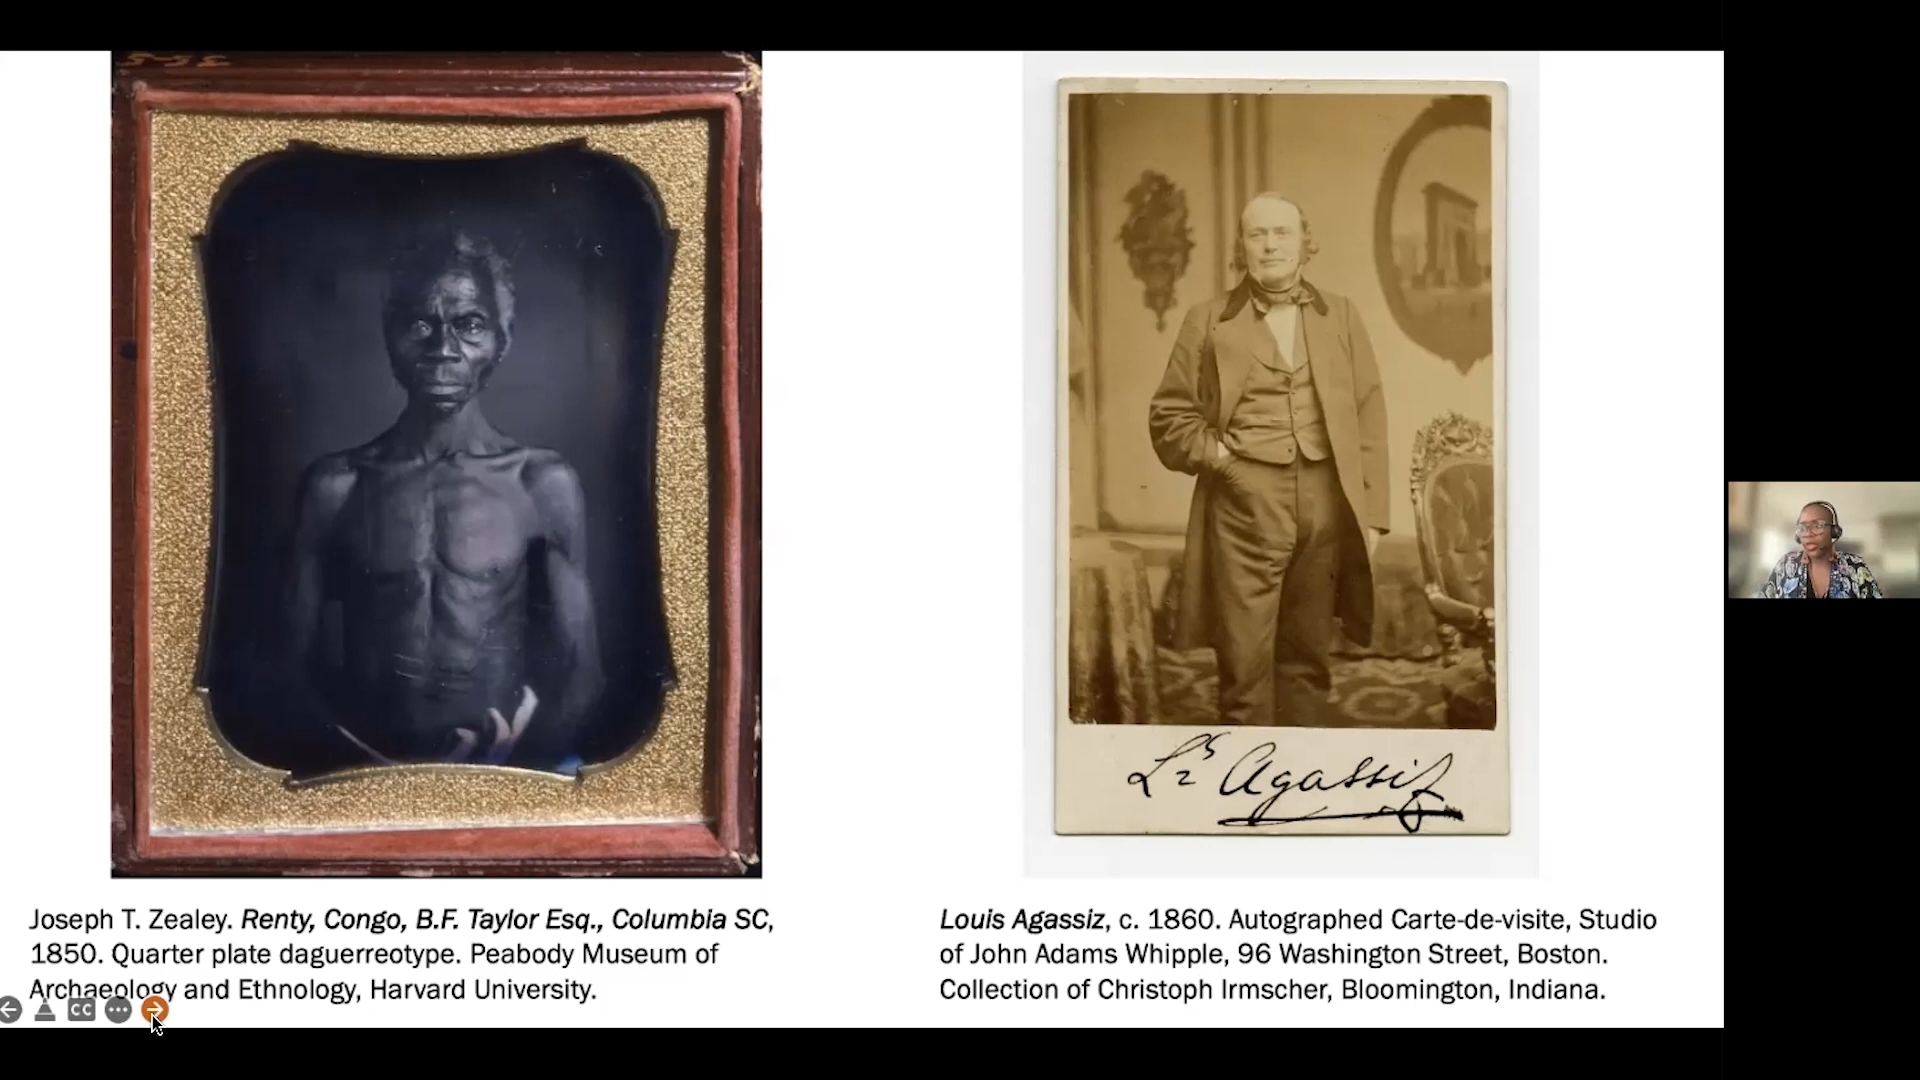 Lˢ Agassiz
Joseph T. Zealey. Renty, Congo, B.F. Taylor Esq., Columbia SC,
1850. Quarter plate daguerreotype. Peabody Museum of
Archaeology and Ethnology, Harvard University.
Louis Agassiz, c. 1860. Autographed Carte-de-visite, Studio
of John Adams Whipple, 96 Washington Street, Boston.
Collection of Christoph Irmscher, Bloomington, Indiana.
CC